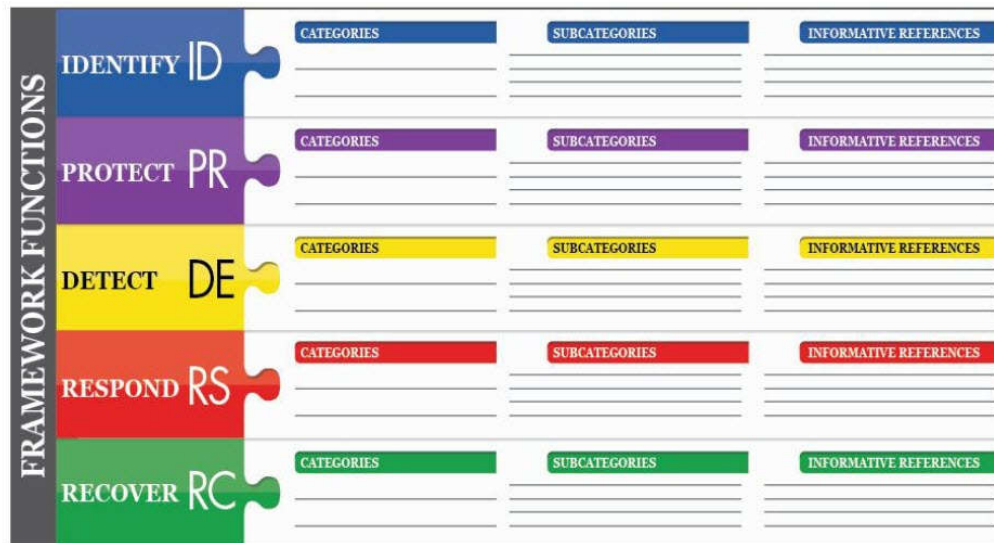 FRAMEWORK FUNCTIONS
IDENTIFY ID
CATEGORIES
SUBCATEGORIES
INFORMATIVE REFERENCES
PROTECT PR
CATEGORIES
SUBCATEGORIES
INFORMATIVE REFERENCES
DETECT DE
CATEGORIES
SUBCATEGORIES
INFORMATIVE REFERENCES
RESPOND RS
CATEGORIES
SUBCATEGORIES
INFORMATIVE REFERENCES
RECOVER RC
CATEGORIES
SUBCATEGORIES
INFORMATIVE REFERENCES